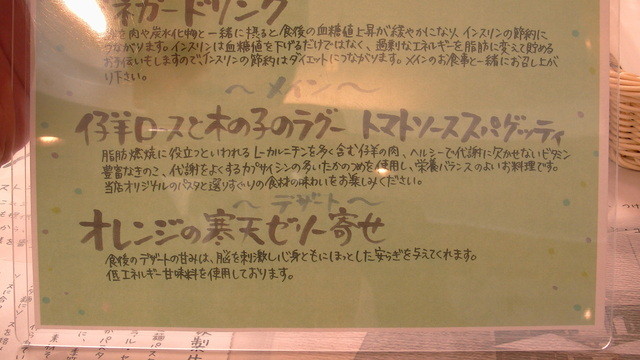 ネガードリンク
を肉や炭水化物と一緒に摂ると食後の血糖値上昇が緩やかになり、インスリンの節約に
つながります。インスリンは血糖値を下げるだけではなく、過剰なエネルギーを脂肪に変えて貯める
お手伝いもしますのでインスリンの節約はダイエットにつながります。メインのお食事と一緒にお召し上が
り下さい。
～メイン～
仔羊ロースと木の子のラグー トマトソーススパゲッティ
脂肪燃焼に役立つといわれるL-カルニチンを多く含む仔羊の肉、ヘルシーで代謝に欠かせないビタミン
豊富なきのこ、代謝をよくするカプサイシンの多いたかのつめを使用し、栄養バランスのよいお料理です。
当店オリジナルのパスタと選りすぐりの食材の味わいをお楽しみください。
～デザート～
オレンジの寒天ゼリー寄せ
食後のデザートの甘みは、脳を刺激し心身ともにほっとした安らぎを与えてくれます。
低エネルギー甘味料を使用しております。